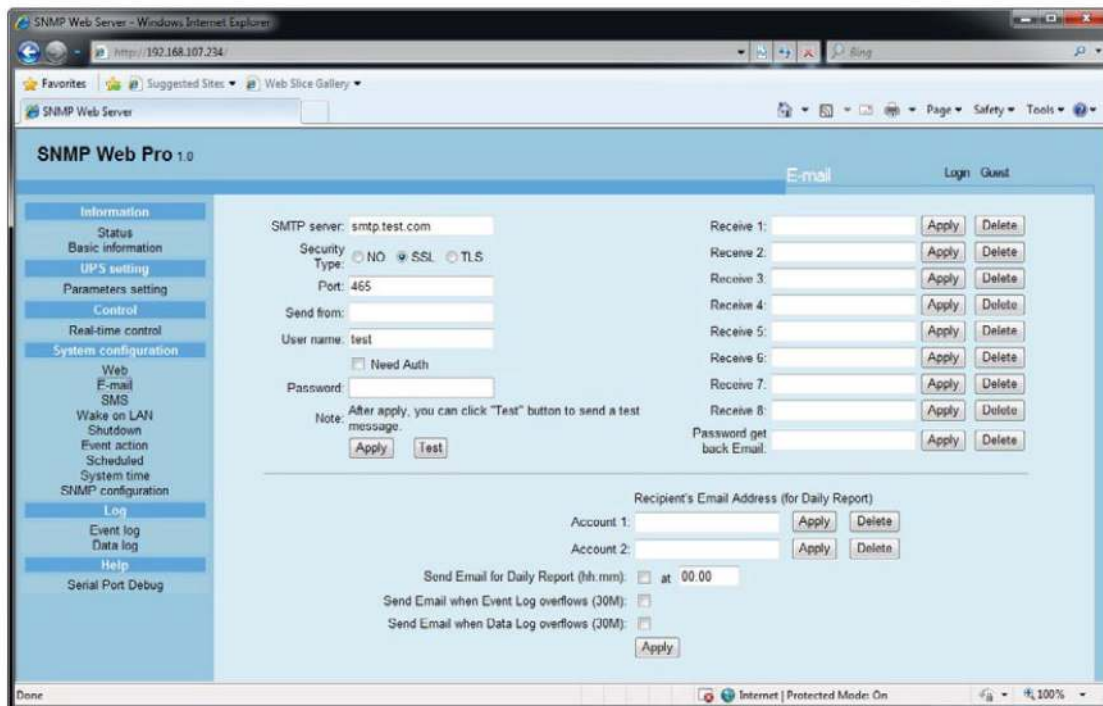 SNMP Web Server - Windows Internet Explorer
http://192.168.107.234/
Bing
Favorites
Suggested Sites
Web Slice Gallery
SNMP Web Server
Page
Safety
Tools
SNMP Web Pro 1.0
E-mail
Login Guest
Information
Status
Basic information
UPS setting
Parameters setting
Control
Real-time control
System configuration
Web
E-mail
SMS
Wake on LAN
Shutdown
Event action
Scheduled
System time
SNMP configuration
Log
Event log
Data log
Help
Serial Port Debug
SMTP server: smtp.test.com
Security
Type: NO SSL TLS
Port: 465
Send from:
User name: test
Need Auth
Password:
Note: After apply, you can click "Test" button to send a test
message.
Apply Test
Receive 1: Apply Delete
Receive 2: Apply Delete
Receive 3: Apply Delete
Receive 4: Apply Delete
Receive 5: Apply Delete
Receive 6: Apply Delete
Receive 7: Apply Delete
Receive 8: Apply Delete
Password get
back Email: Apply Delete
Recipient's Email Address (for Daily Report)
Account 1: Apply Delete
Account 2: Apply Delete
Send Email for Daily Report (hh:mm): at 00:00
Send Email when Event Log overflows (30M):
Send Email when Data Log overflows (30M):
Apply
Done
Internet | Protected Mode: On
100%